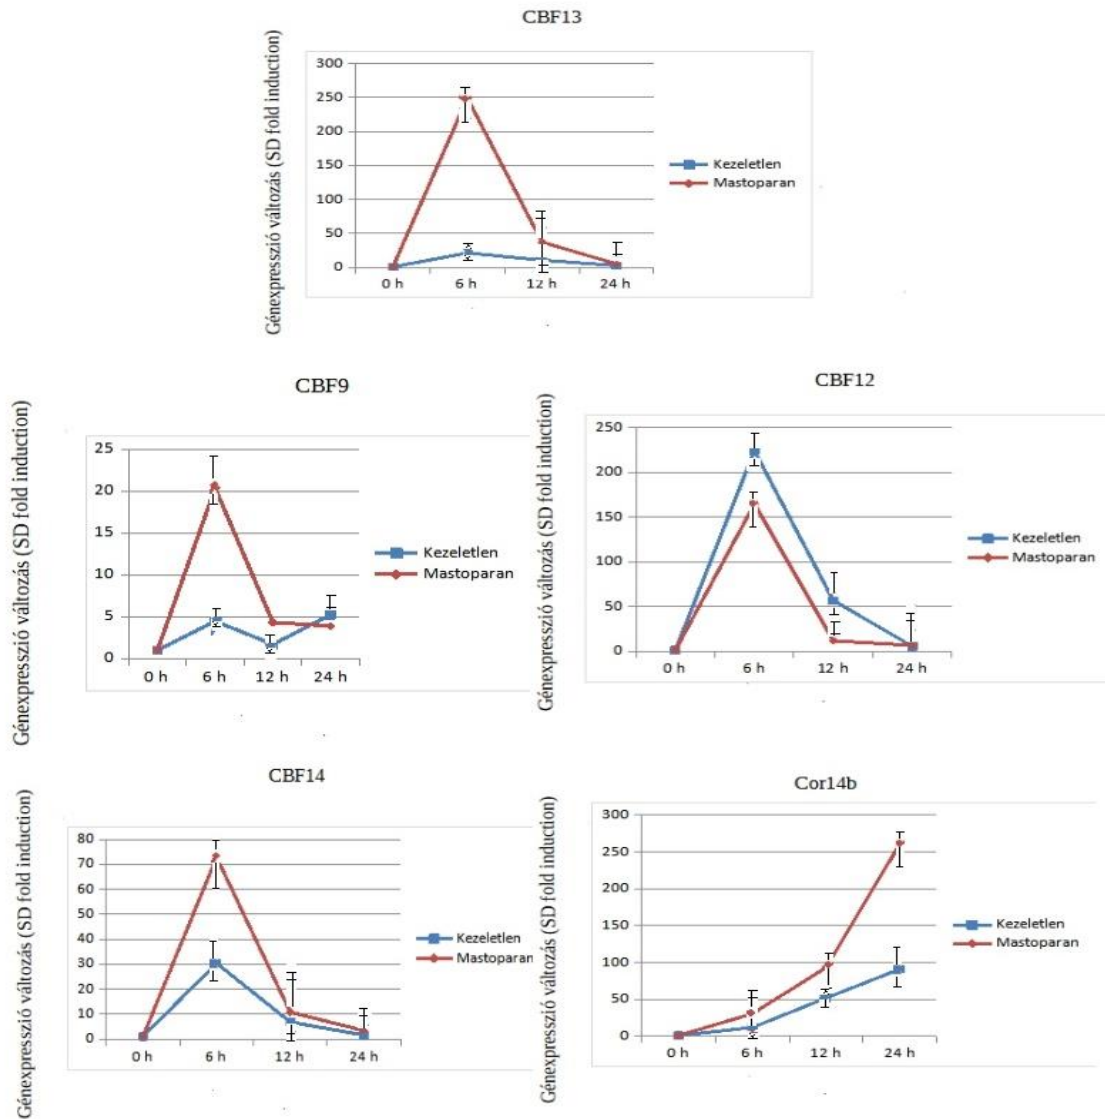 CBF13
Génexpresszió változás (SD fold induction)
300
250
200
150
100
50
0
0 h 6 h 12 h 24 h
Kezeletlen
Mastoparan
CBF9
Génexpresszió változás (SD fold induction)
25
20
15
10
5
0
0 h 6 h 12 h 24 h
Kezeletlen
Mastoparan
CBF12
Génexpresszió változás (SD fold induction)
250
200
150
100
50
0
0 h 6 h 12 h 24 h
Kezeletlen
Mastoparan
CBF14
Génexpresszió változás (SD fold induction)
80
70
60
50
40
30
20
10
0
0 h 6 h 12 h 24 h
Kezeletlen
Mastoparan
Cor14b
Génexpresszió változás (SD fold induction)
300
250
200
150
100
50
0
0 h 6 h 12 h 24 h
Kezeletlen
Mastoparan